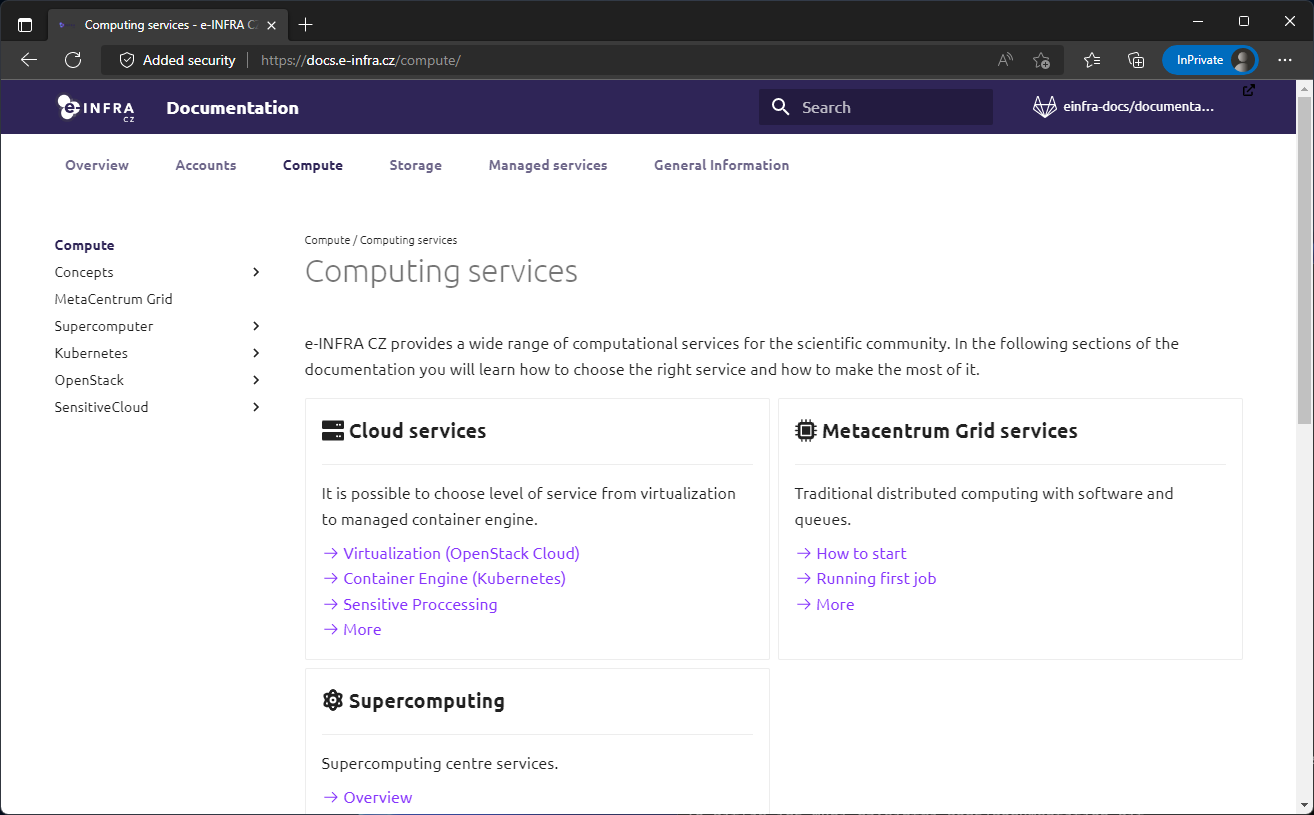 Computing services - e-INFRA C
Added security
https://docs.e-infra.cz/compute/
InPrivate
e-INFRA CZ
Documentation
Search
einfra-docs/documenta...
Overview
Accounts
Compute
Storage
Managed services
General Information
Compute
Concepts
MetaCentrum Grid
Supercomputer
Kubernetes
OpenStack
SensitiveCloud
Compute / Computing services
Computing services
e-INFRA CZ provides a wide range of computational services for the scientific community. In the following sections of the
documentation you will learn how to choose the right service and how to make the most of it.
Cloud services
It is possible to choose level of service from virtualization
to managed container engine.
→ Virtualization (OpenStack Cloud)
→ Container Engine (Kubernetes)
→ Sensitive Proccessing
→ More
Metacentrum Grid services
Traditional distributed computing with software and
queues.
→ How to start
→ Running first job
→ More
Supercomputing
Supercomputing centre services.
→ Overview